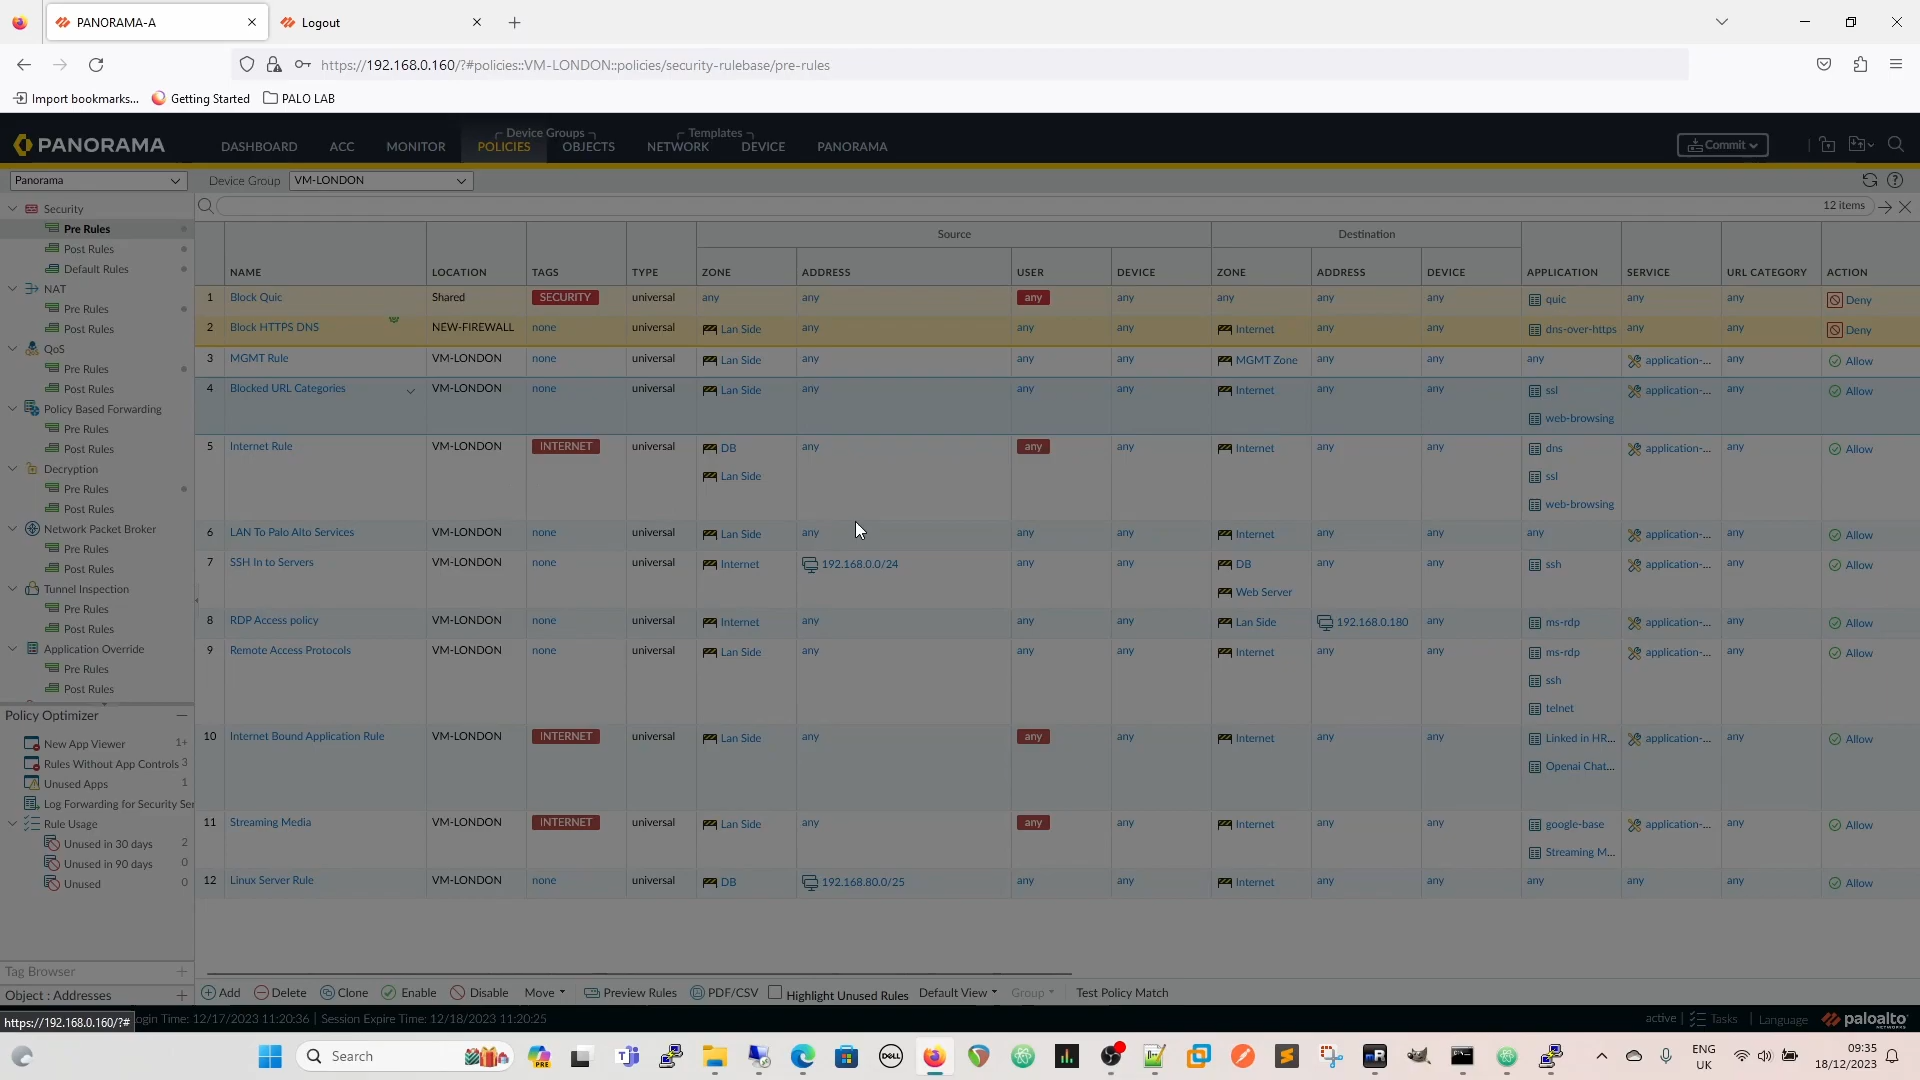 PANORAMA-A
Logout
https://192.168.0.160/?#policies::VM-LONDON::policies/security-rulebase/pre-rules
Import bookmarks...
Getting Started
PALO LAB
PANORAMA
DASHBOARD
ACC
MONITOR
Device Groups
POLICIES
OBJECTS
Templates
NETWORK
DEVICE
PANORAMA
Commit
Panorama
Device Group
VM-LONDON
12 items
Security
Pre Rules
Post Rules
Default Rules
NAT
Pre Rules
Post Rules
QoS
Pre Rules
Post Rules
Policy Based Forwarding
Pre Rules
Post Rules
Decryption
Pre Rules
Post Rules
Network Packet Broker
Pre Rules
Post Rules
Tunnel Inspection
Pre Rules
Post Rules
Application Override
Pre Rules
Post Rules
Policy Optimizer
New App Viewer 1+
Rules Without App Controls 3
Unused Apps 1
Log Forwarding for Security Ser
Rule Usage
Unused in 30 days 2
Unused in 90 days 0
Unused 0
Tag Browser
Object : Addresses
Source
Destination
NAME LOCATION TAGS TYPE ZONE ADDRESS USER DEVICE ZONE ADDRESS DEVICE APPLICATION SERVICE URL CATEGORY ACTION
1 Block Quic Shared SECURITY universal any any any any any any any quic any any Deny
2 Block HTTPS DNS NEW-FIREWALL none universal Lan Side any any any Internet any any dns-over-https any any Deny
3 MGMT Rule VM-LONDON none universal Lan Side any any any MGMT Zone any any any application-... any Allow
4 Blocked URL Categories VM-LONDON none universal Lan Side any any any Internet any any ssl application-... any Allow
web-browsing
5 Internet Rule VM-LONDON INTERNET universal DB any any any Internet any any dns application-... any Allow
Lan Side ssl
web-browsing
6 LAN To Palo Alto Services VM-LONDON none universal Lan Side any any any Internet any any any application-... any Allow
7 SSH In to Servers VM-LONDON none universal Internet 192.168.0.0/24 any any DB any any ssh application-... any Allow
Web Server
8 RDP Access policy VM-LONDON none universal Internet any any any Lan Side 192.168.0.180 any ms-rdp application-... any Allow
9 Remote Access Protocols VM-LONDON none universal Lan Side any any any Internet any any ms-rdp application-... any Allow
ssh
telnet
10 Internet Bound Application Rule VM-LONDON INTERNET universal Lan Side any any any Internet any any Linked in HR... application-... any Allow
Openai Chat...
11 Streaming Media VM-LONDON INTERNET universal Lan Side any any any Internet any any google-base application-... any Allow
Streaming M...
12 Linux Server Rule VM-LONDON none universal DB 192.168.80.0/25 any any Internet any any any any any Allow
Add Delete Clone Enable Disable Move Preview Rules PDF/CSV Highlight Unused Rules Default View Group Test Policy Match
https://192.168.0.160/?#
ogin Time: 12/17/2023 11:20:36 | Session Expire Time: 12/18/2023 11:20:25
active | Tasks | Language paloalto NETWORKS
Search
PRE
DELL
ENG
UK
09:35
18/12/2023